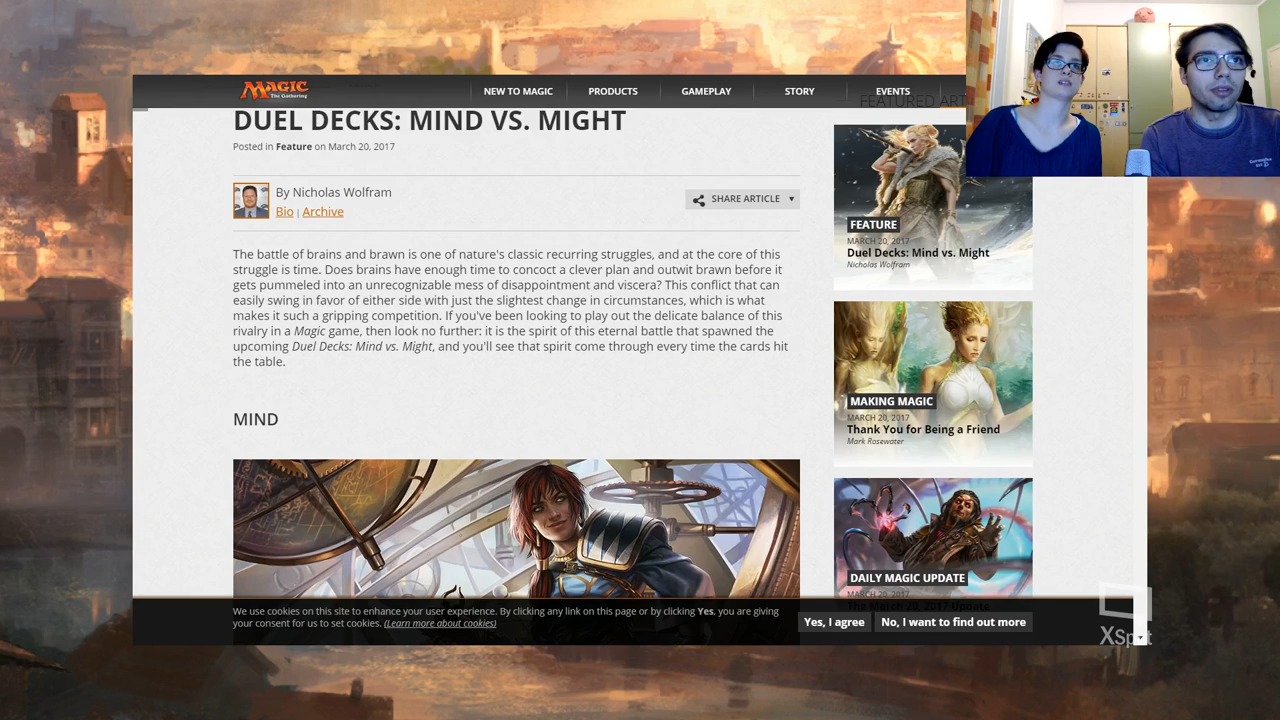 MAGIC
The Gathering
NEW TO MAGIC
PRODUCTS
GAMEPLAY
STORY
EVENTS
DUEL DECKS: MIND VS. MIGHT
Posted in Feature on March 20, 2017
By Nicholas Wolfram
Bio | Archive
SHARE ARTICLE
The battle of brains and brawn is one of nature's classic recurring struggles, and at the core of this
struggle is time. Does brains have enough time to concoct a clever plan and outwit brawn before it
gets pummeled into an unrecognizable mess of disappointment and viscera? This conflict that can
easily swing in favor of either side with just the slightest change in circumstances, which is what
makes it such a gripping competition. If you've been looking to play out the delicate balance of this
rivalry in a Magic game, then look no further: it is the spirit of this eternal battle that spawned the
upcoming Duel Decks: Mind vs. Might, and you'll see that spirit come through every time the cards hit
the table.
MIND
FEATURED ART
FEATURE
MARCH 20, 2017
Duel Decks: Mind vs. Might
Nicholas Wolfram
MAKING MAGIC
MARCH 20, 2017
Thank You for Being a Friend
Mark Rosewater
DAILY MAGIC UPDATE
MARCH 20, 2017
The March 20, 2017 Update
We use cookies on this site to enhance your user experience. By clicking any link on this page or by clicking Yes, you are giving
your consent for us to set cookies. (Learn more about cookies)
Yes, I agree
No, I want to find out more